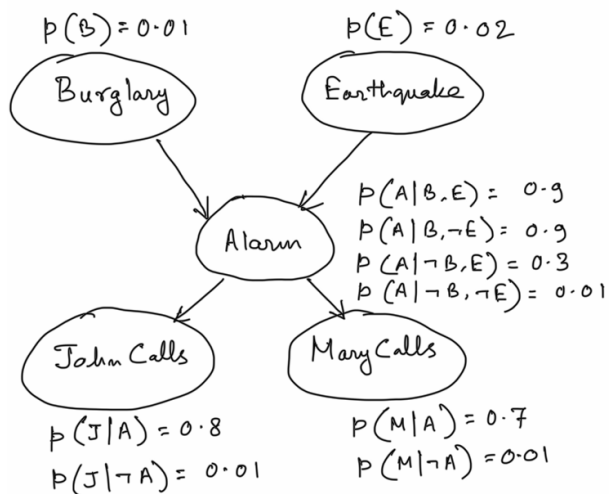 p(B) = 0.01
p(E) = 0.02
Burglary
Earthquake
p(A|B,E) = 0.9
p(A|B,¬E) = 0.9
Alarm
p(A|¬B,E) = 0.3
p(A|¬B,¬E) = 0.01
John Calls
Mary Calls
p(J|A) = 0.8
p(M|A) = 0.7
p(J|¬A) = 0.01
p(M|¬A) = 0.01